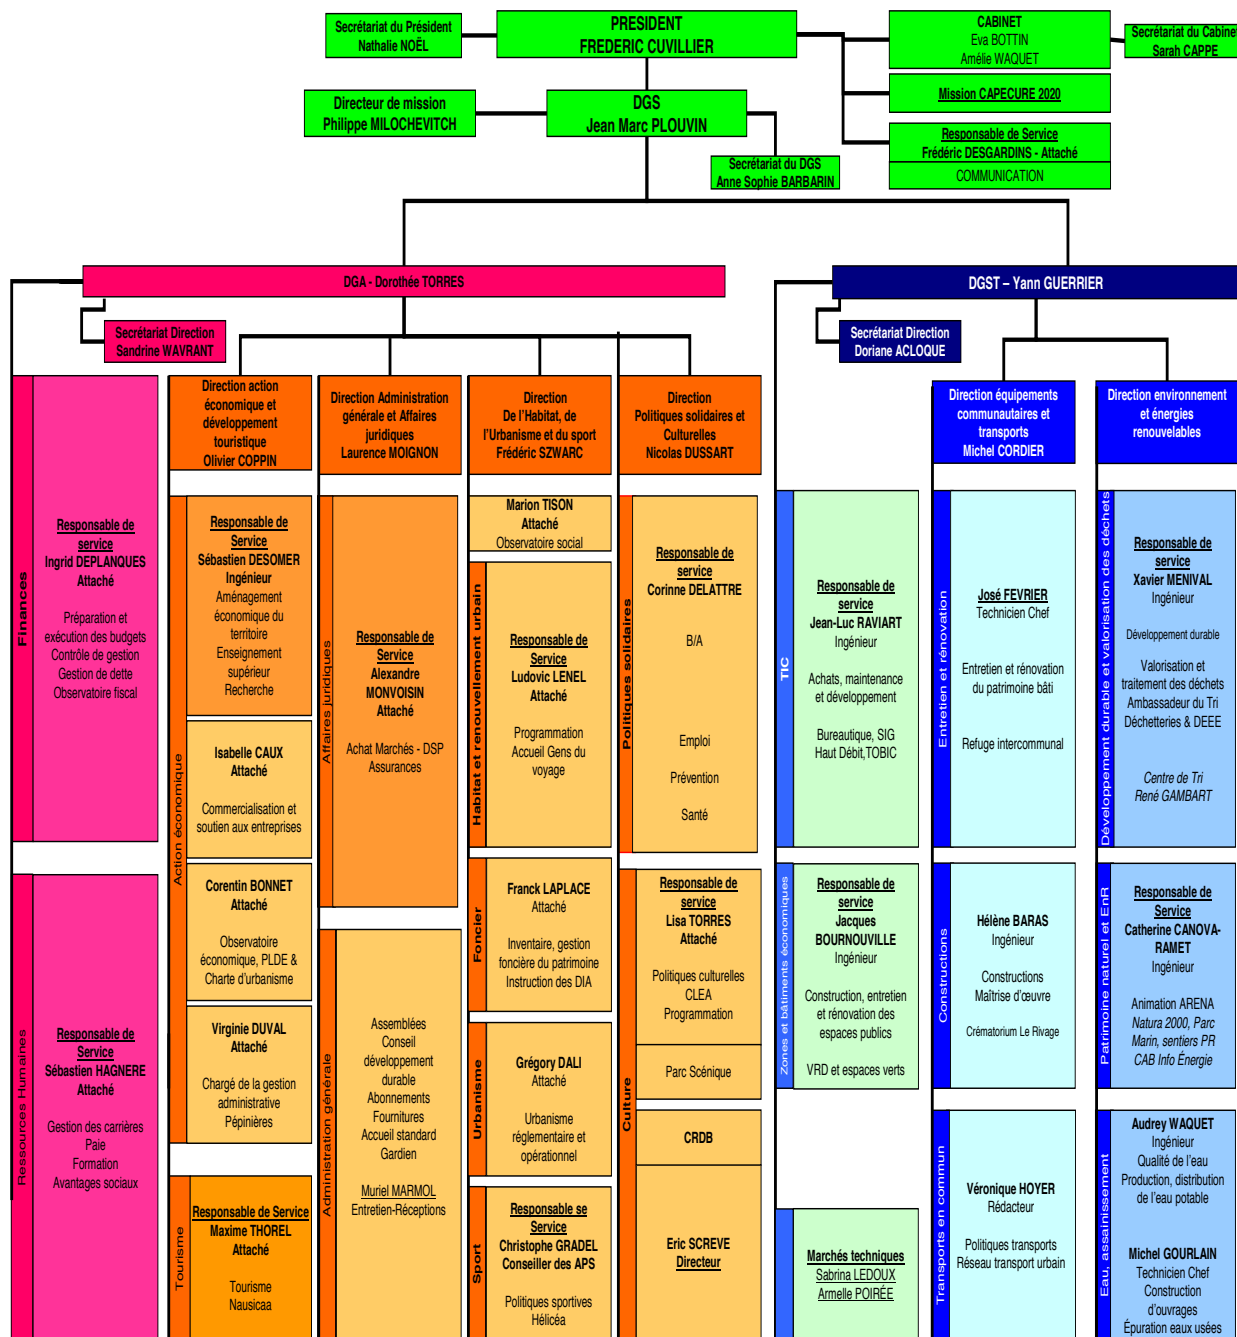 Secrétariat du Président
Nathalie NOËL
PRESIDENT
FREDERIC CUVILLIER
CABINET
Eva BOTTIN
Amélie WAQUET
Secrétariat du Cabinet
Sarah CAPPE
Mission CAPECURE 2020
Directeur de mission
Philippe MILOCHEVITCH
DGS
Jean Marc PLOUVIN
Responsable de Service
Frédéric DESGARDINS - Attaché
COMMUNICATION
Secrétariat du DGS
Anne Sophie BARBARIN
DGA - Dorothée TORRES
DGST – Yann GUERRIER
Secrétariat Direction
Sandrine WAVRANT
Secrétariat Direction
Doriane ACLOQUE
Direction action
économique et
développement
touristique
Olivier COPPIN
Direction Administration
générale et Affaires
juridiques
Laurence MOIGNON
Direction
De l'Habitat, de
l'Urbanisme et du sport
Frédéric SZWARC
Direction
Politiques solidaires et
Culturelles
Nicolas DUSSART
Direction équipements
communautaires et
transports
Michel CORDIER
Direction environnement
et énergies
renouvelables
Finances
Responsable de
service
Ingrid DEPLANQUES
Attaché
Préparation et
exécution des budgets
Contrôle de gestion
Gestion de dette
Observatoire fiscal
Ressources Humaines
Responsable de
Service
Sébastien HAGNERE
Attaché
Gestion des carrières
Paie
Formation
Avantages sociaux
Action économique
Responsable de
Service
Sébastien DESOMER
Ingénieur
Aménagement
économique du
territoire
Enseignement
supérieur
Recherche
Isabelle CAUX
Attaché
Commercialisation et
soutien aux entreprises
Corentin BONNET
Attaché
Observatoire
économique, PLDE &
Charte d'urbanisme
Virginie DUVAL
Attaché
Chargé de la gestion
administrative
Pépinières
Tourisme
Responsable de Service
Maxime THOREL
Attaché
Tourisme
Nausicaa
Affaires juridiques
Responsable de
Service
Alexandre
MONVOISIN
Attaché
Achat Marchés - DSP
Assurances
Administration générale
Assemblées
Conseil
développement
durable
Abonnements
Fournitures
Accueil standard
Gardien
Muriel MARMOL
Entretien-Réceptions
Marion TISON
Attaché
Observatoire social
Habitat et renouvellement urbain
Responsable de
Service
Ludovic LENEL
Attaché
Programmation
Accueil Gens du
voyage
Foncier
Franck LAPLACE
Attaché
Inventaire, gestion
foncière du patrimoine
Instruction des DIA
Urbanisme
Grégory DALI
Attaché
Urbanisme
réglementaire et
opérationnel
Sport
Responsable se
Service
Christophe GRADEL
Conseiller des APS
Politiques sportives
Hélicéa
Politiques solidaires
Responsable de
service
Corinne DELATTRE
B/A
Emploi
Prévention
Santé
Culture
Responsable de
service
Lisa TORRES
Attaché
Politiques culturelles
CLEA
Programmation
Parc Scénique
CRDB
Eric SCREVE
Directeur
TIC
Responsable de
service
Jean-Luc RAVIART
Ingénieur
Achats, maintenance
et développement
Bureautique, SIG
Haut Débit,TOBIC
Zones et bâtiments économiques
Responsable de
service
Jacques
BOURNOUVILLE
Ingénieur
Construction, entretien
et rénovation des
espaces publics
VRD et espaces verts
Marchés techniques
Sabrina LEDOUX
Armelle POIRÉE
Entretien et rénovation
José FEVRIER
Technicien Chef
Entretien et rénovation
du patrimoine bâti
Refuge intercommunal
Constructions
Hélène BARAS
Ingénieur
Constructions
Maîtrise d'œuvre
Crématorium Le Rivage
Transports en commun
Véronique HOYER
Rédacteur
Politiques transports
Réseau transport urbain
Développement durable et valorisation des déchets
Responsable de
service
Xavier MENIVAL
Ingénieur
Développement durable
Valorisation et
traitement des déchets
Ambassadeur du Tri
Déchetteries & DEEE
Centre de Tri
René GAMBART
Patrimoine naturel et EnR
Responsable de
Service
Catherine CANOVA-
RAMET
Ingénieur
Animation ARENA
Natura 2000, Parc
Marin, sentiers PR
CAB Info Énergie
Eau, assainissement
Audrey WAQUET
Ingénieur
Qualité de l'eau
Production, distribution
de l'eau potable
Michel GOURLAIN
Technicien Chef
Construction
d'ouvrages
Épuration eaux usées